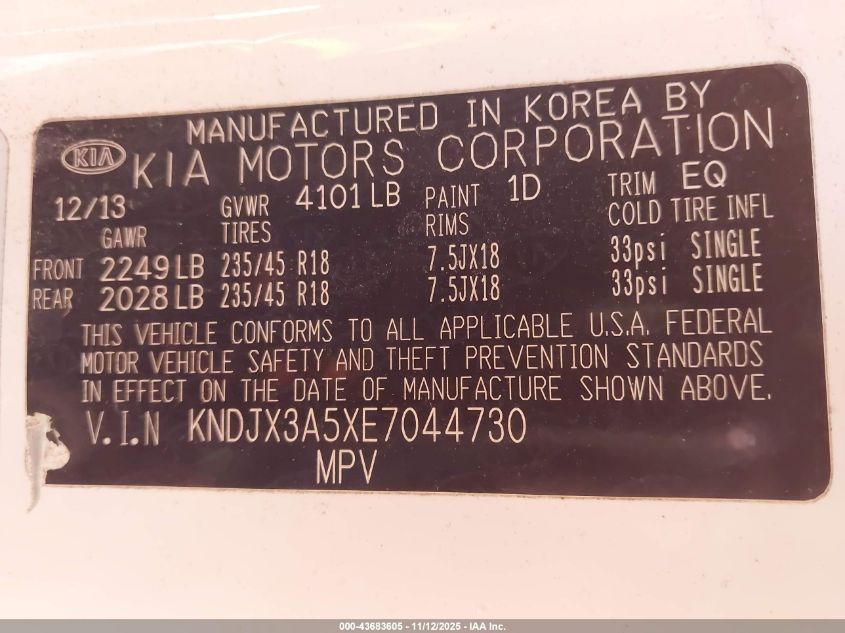 MANUFACTURED IN KOREA BY
KIA KIA MOTORS CORPORATION
12/13 GVWR 4101 LB PAINT 1D TRIM EQ
GAWR TIRES RIMS COLD TIRE INFL
FRONT 2249 LB 235/45 R18 7.5JX18 33psi SINGLE
REAR 2028 LB 235/45 R18 7.5JX18 33psi SINGLE
THIS VEHICLE CONFORMS TO ALL APPLICABLE U.S.A. FEDERAL
MOTOR VEHICLE SAFETY AND THEFT PREVENTION STANDARDS
IN EFFECT ON THE DATE OF MANUFACTURE SHOWN ABOVE.
V.I.N KNDJX3A5XE7044730
MPV
000-43683605 - 11/12/2025 - IAA Inc.